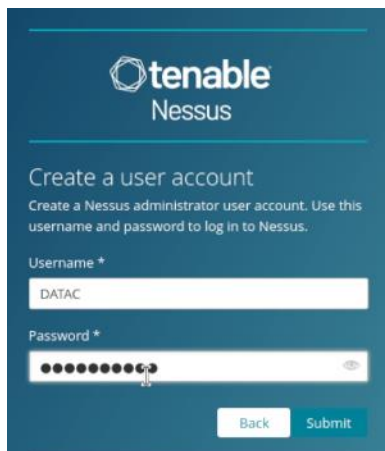 tenable
Nessus
Create a user account
Create a Nessus administrator user account. Use this
username and password to log in to Nessus.
Username *
DATAC
Password *
●●●●●●●●●●
Back Submit